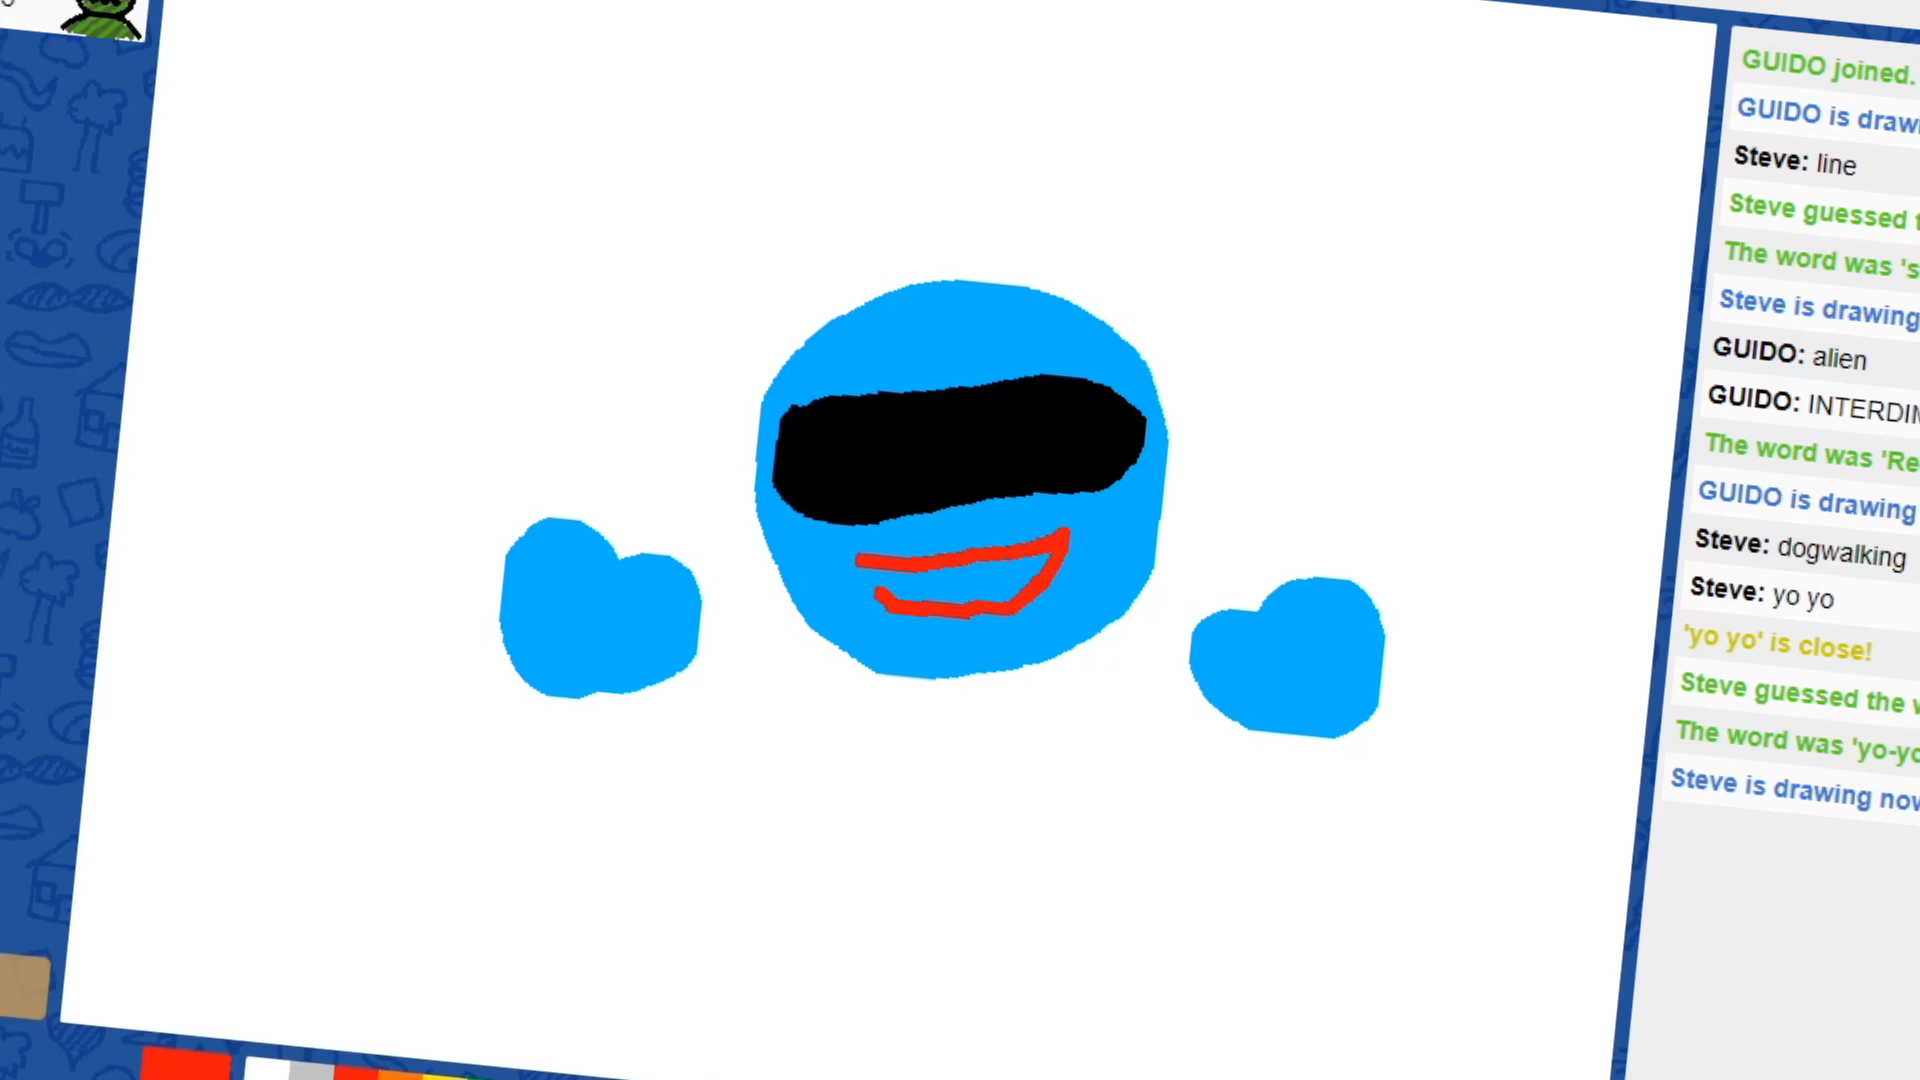 GUIDO joined.
GUIDO is
Steve: line
Steve guessed
The word was
Steve is drawing
GUIDO: alien
GUIDO:
The word was
GUIDO is drawing
Steve: dogwalking
Steve: yo yo
'yo yo' is close!
Steve guessed the
The word was
Steve is drawing